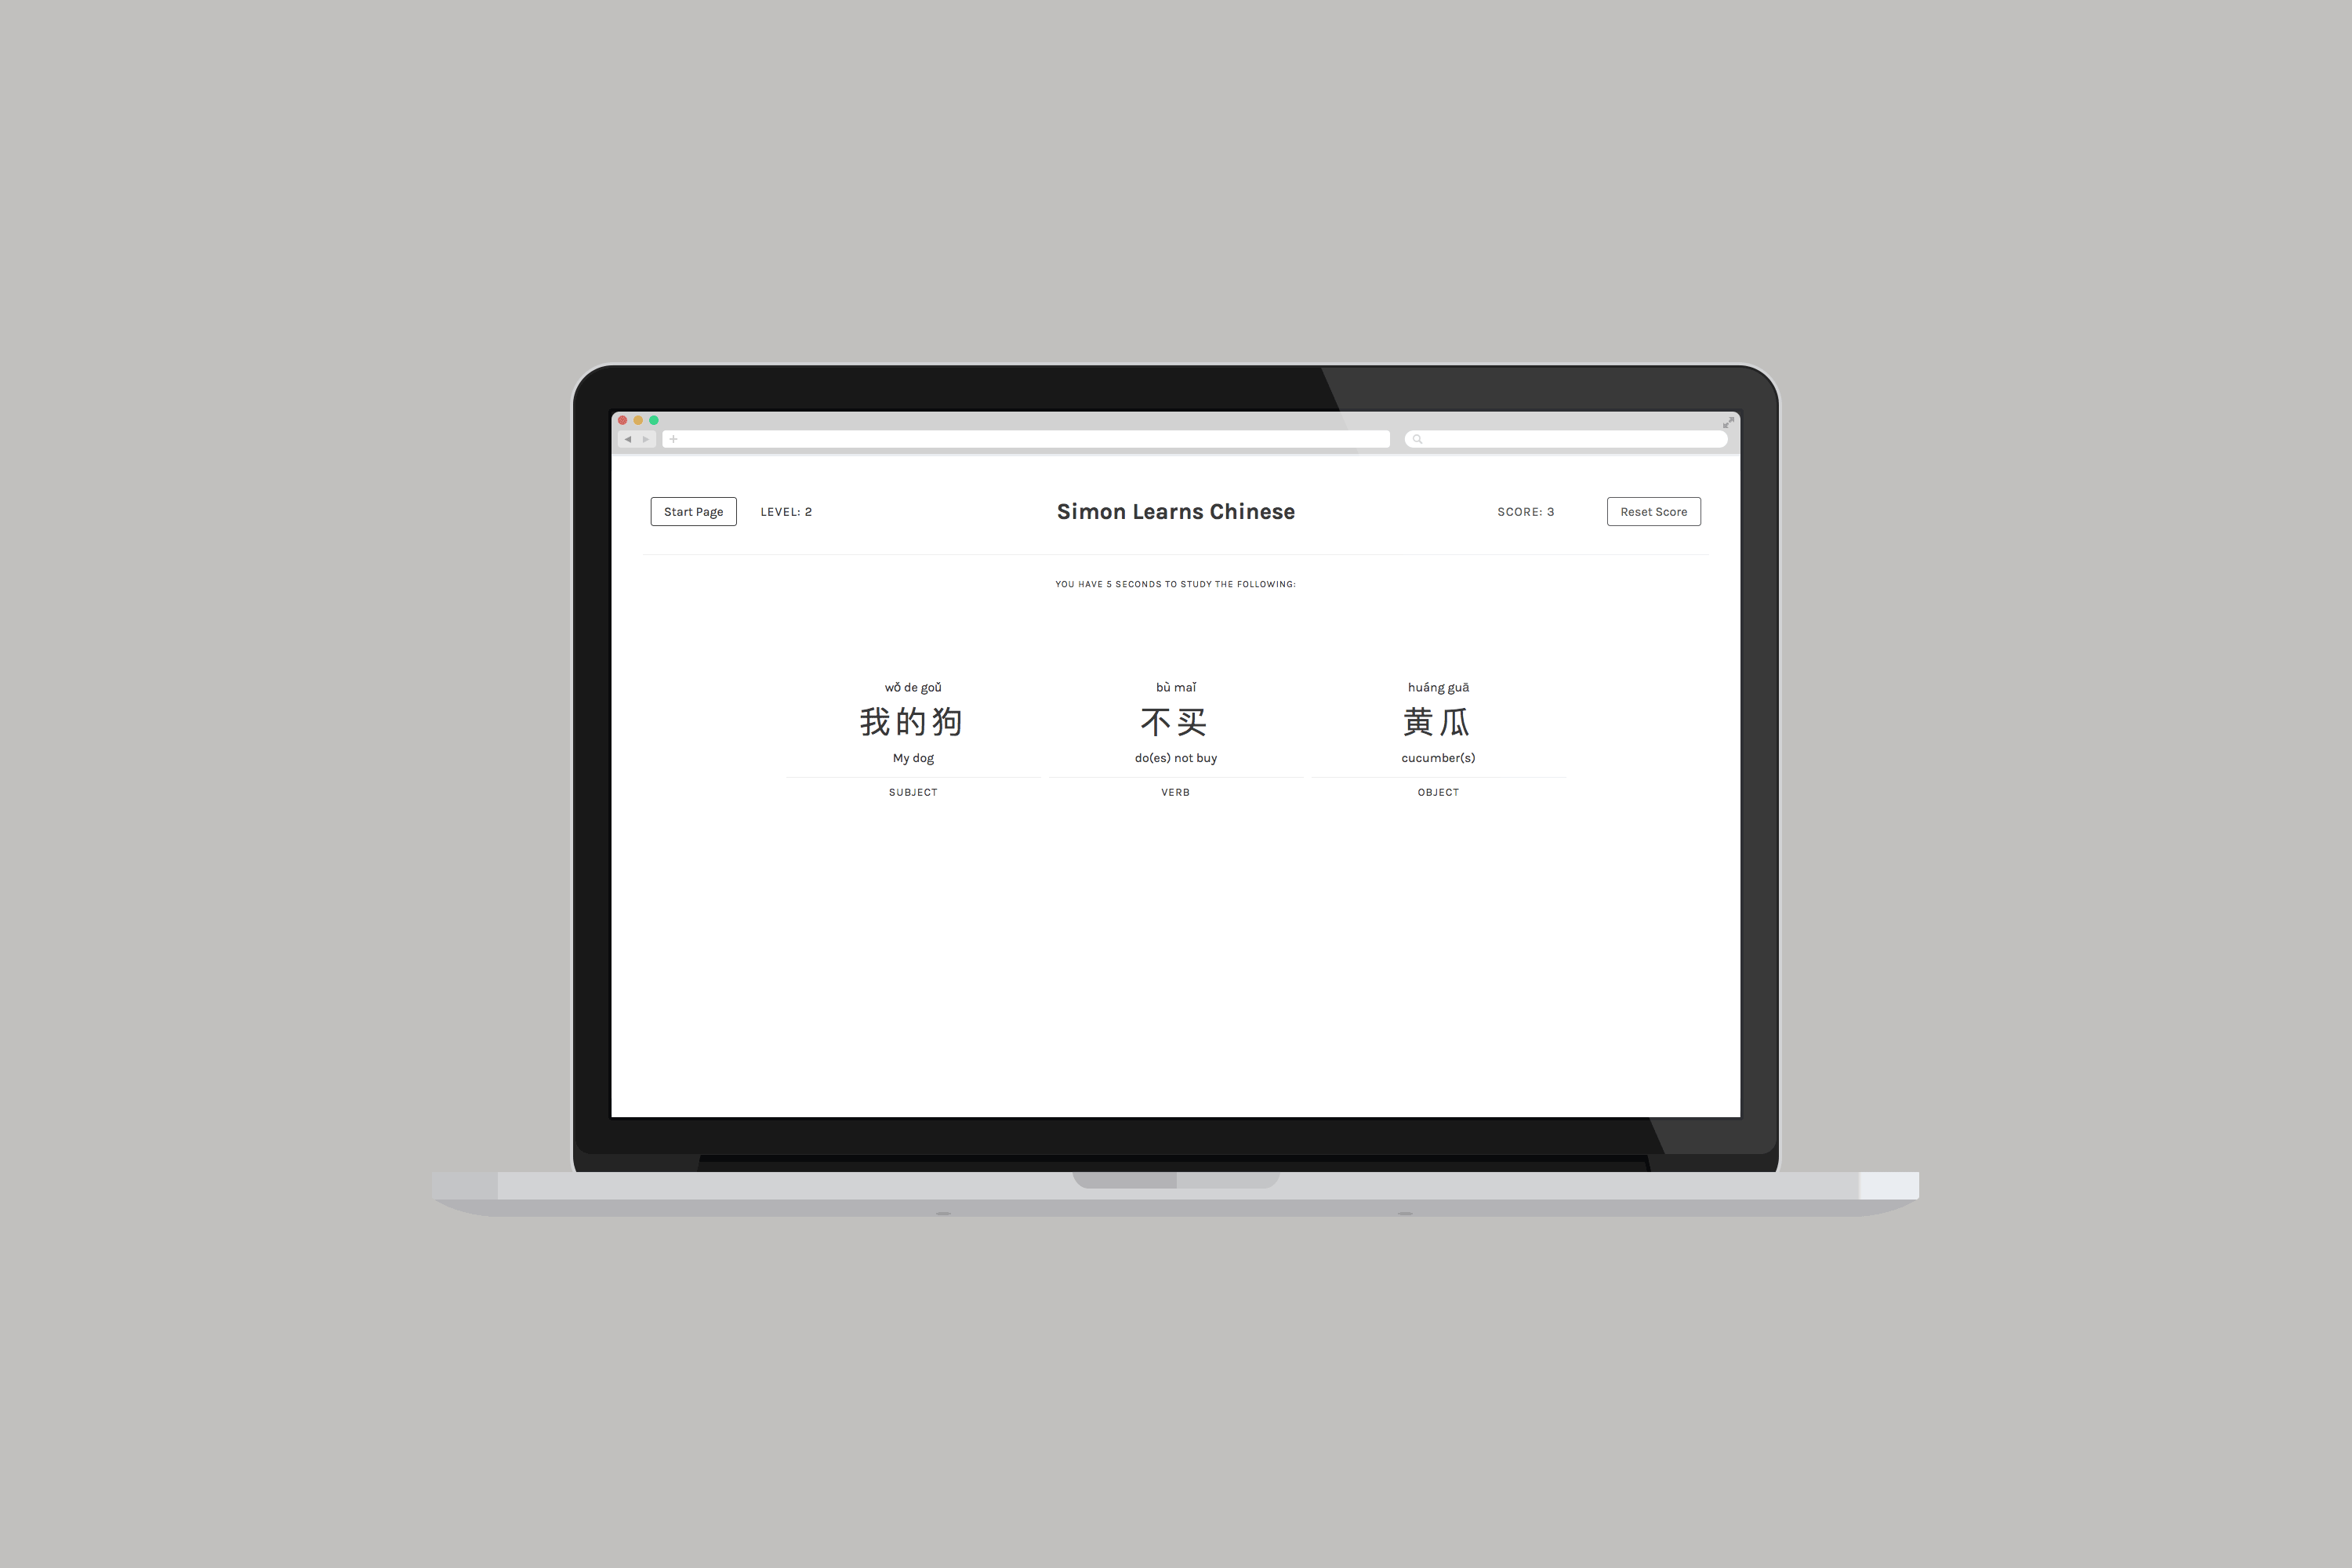 Start Page LEVEL: 2 Simon Learns Chinese SCORE: 3 Reset Score
YOU HAVE 5 SECONDS TO STUDY THE FOLLOWING:
wǒ de goǔ bù maǐ huáng guā
我的狗 不买 黄瓜
My dog do(es) not buy cucumber(s)
SUBJECT VERB OBJECT